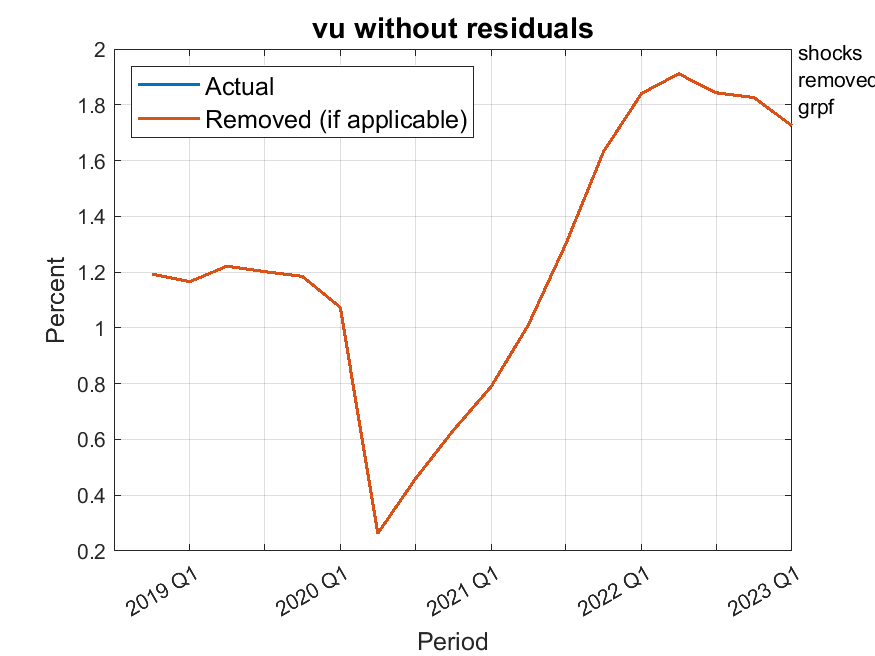 vu without residuals
2
1.8
1.6
1.4
1.2
1
0.8
0.6
0.4
0.2
Percent
Actual
Removed (if applicable)
shocks
removed
grpf
2019 Q1
2020 Q1
2021 Q1
2022 Q1
2023 Q1
Period